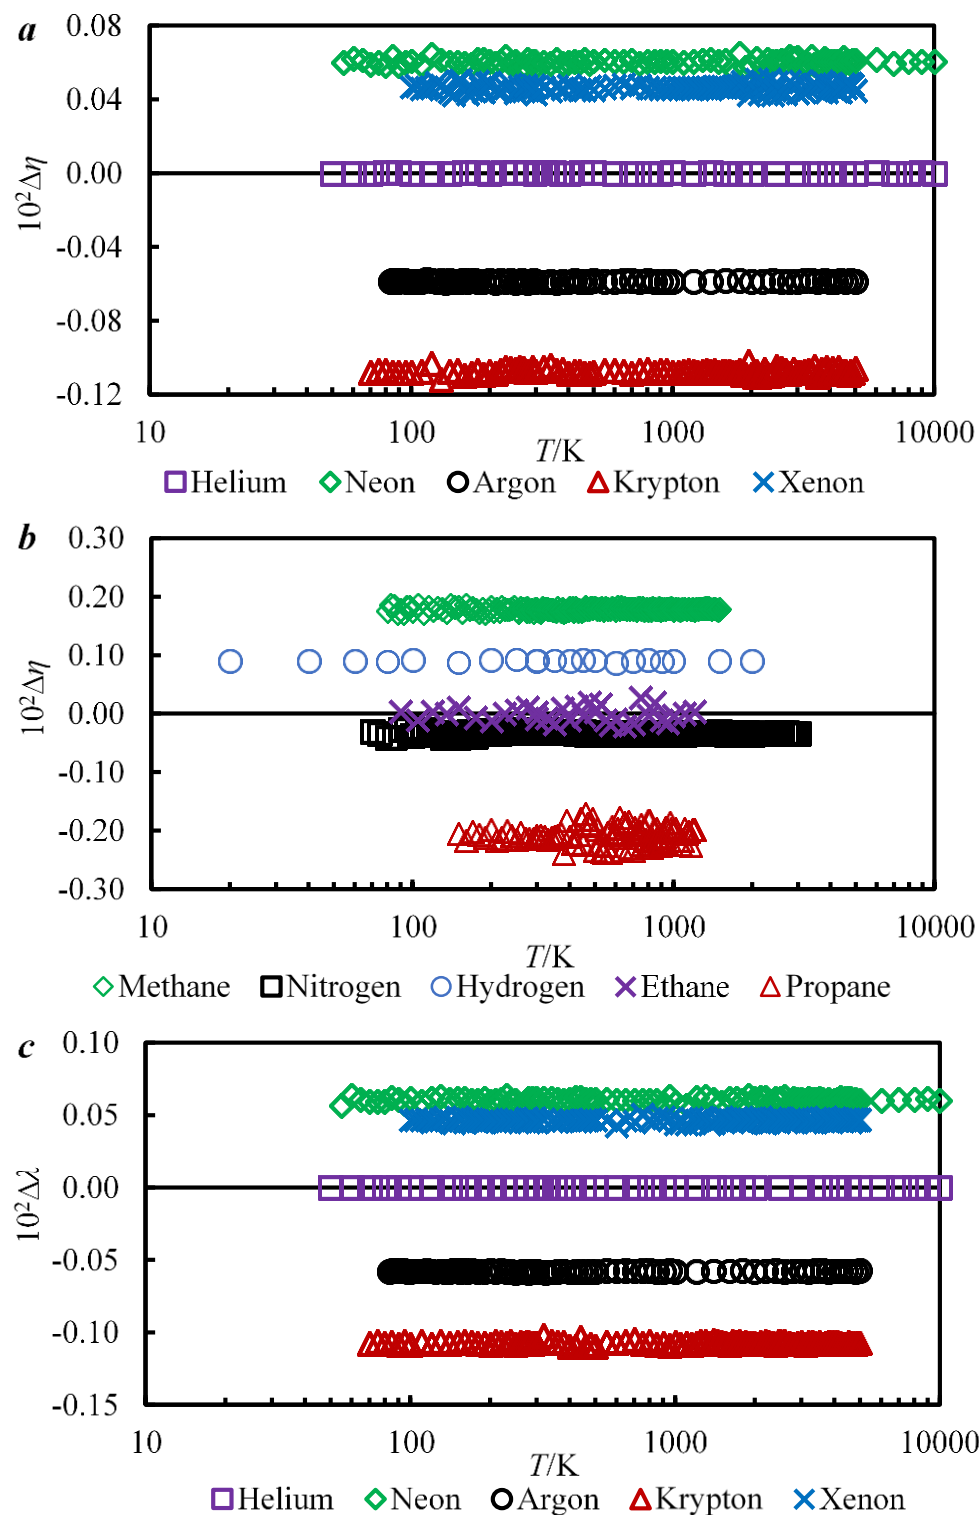 a
0.08
0.04
0.00
-0.04
-0.08
-0.12
10²Δη
10 100 1000 10000
T/K
Helium Neon Argon Krypton Xenon
b
0.30
0.20
0.10
0.00
-0.10
-0.20
-0.30
10²Δη
10 100 1000 10000
T/K
Methane Nitrogen Hydrogen Ethane Propane
c
0.10
0.05
0.00
-0.05
-0.10
-0.15
10²Δλ
10 100 1000 10000
T/K
Helium Neon Argon Krypton Xenon